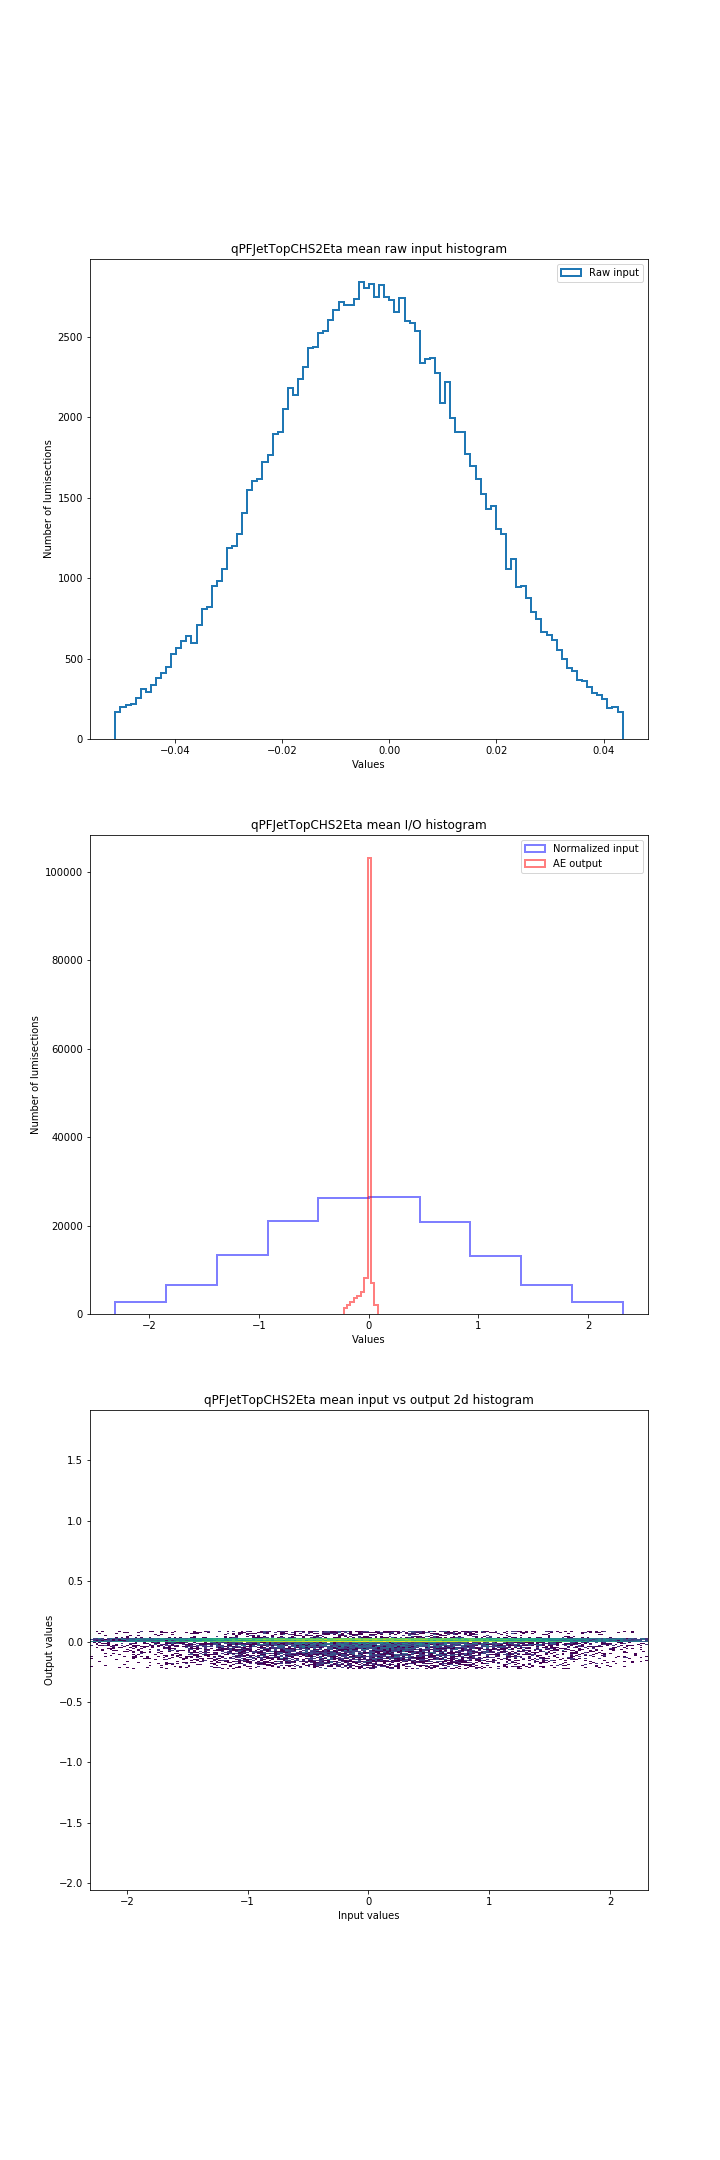 qPFJetTopCHS2Eta mean raw input histogram
Raw input
2500
2000
1500
1000
500
0
Number of lumisections
−0.04 −0.02 0.00 0.02 0.04
Values
qPFJetTopCHS2Eta mean I/O histogram
Normalized input
AE output
100000
80000
60000
40000
20000
0
Number of lumisections
−2 −1 0 1 2
Values
qPFJetTopCHS2Eta mean input vs output 2d histogram
1.5
1.0
0.5
0.0
−0.5
−1.0
−1.5
−2.0
Output values
−2 −1 0 1 2
Input values